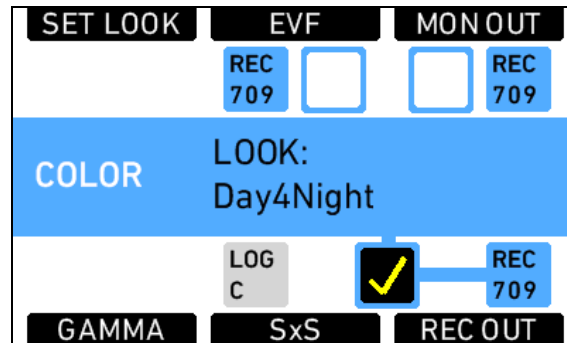 SET LOOK EVF MON OUT
REC REC
709 709
LOOK:
COLOR
Day4Night
LOG REC
C 709
GAMMA SxS REC OUT